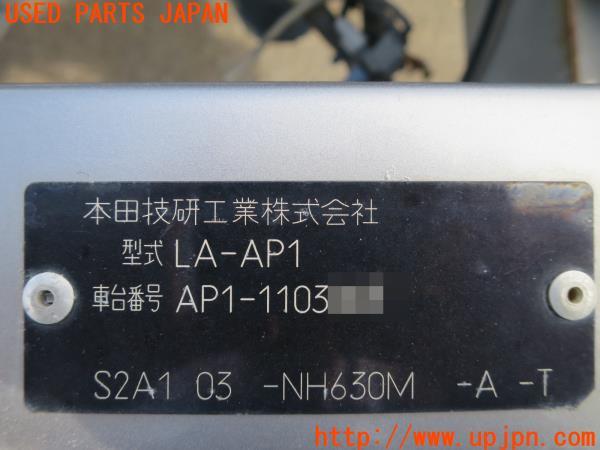 USED PARTS JAPAN
本田技研工業株式会社
型式 LA-AP1
車台番号 AP1-1103
S2A1 03 -NH630M -A -T
http://www.upjpn.com/